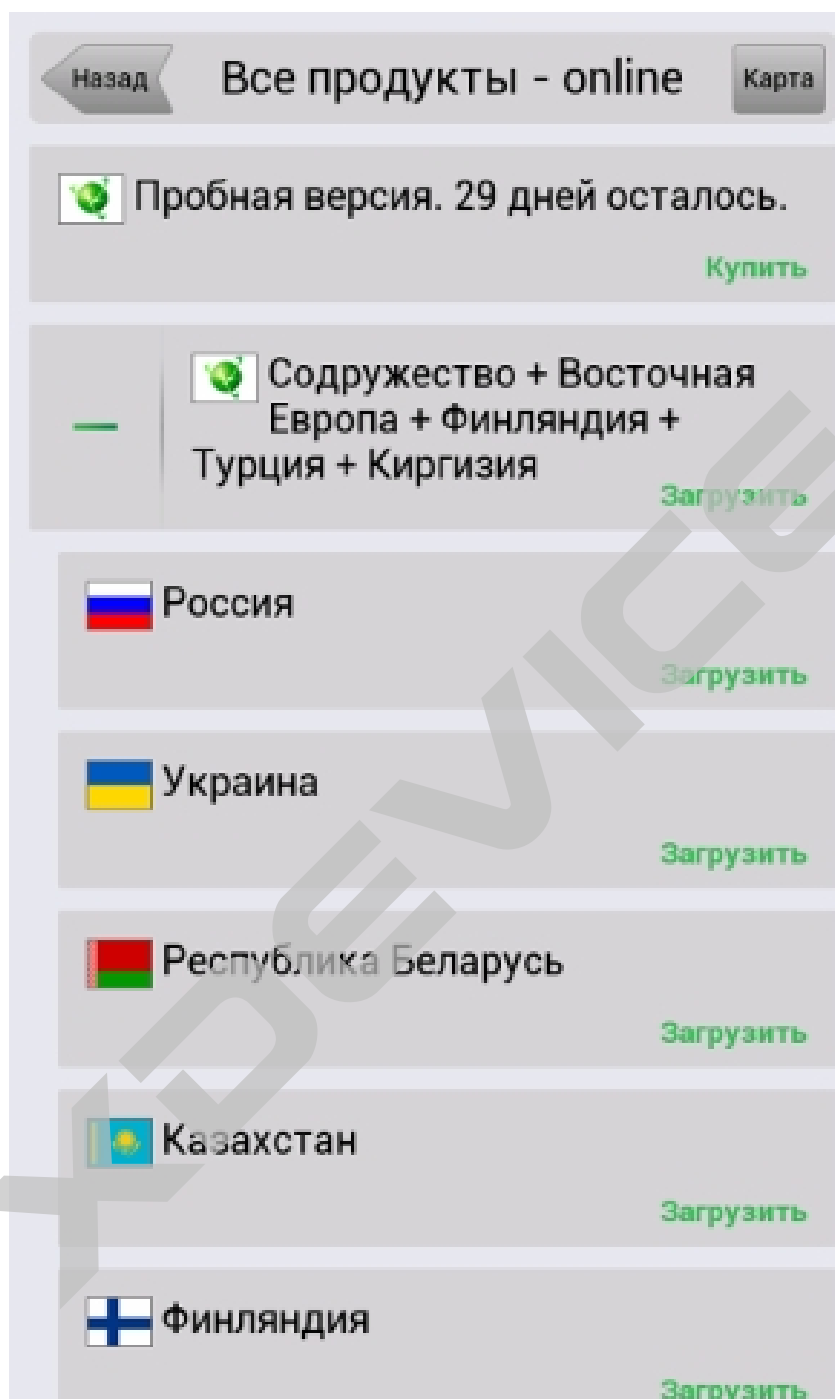 Назад
Все продукты - online
Карта
Пробная версия. 29 дней осталось.
Купить
Содружество + Восточная
Европа + Финляндия +
Турция + Киргизия
Загрузить
Россия
Загрузить
Украина
Загрузить
Республика Беларусь
Загрузить
Казахстан
Загрузить
Финляндия
Загрузить
XDEVICE